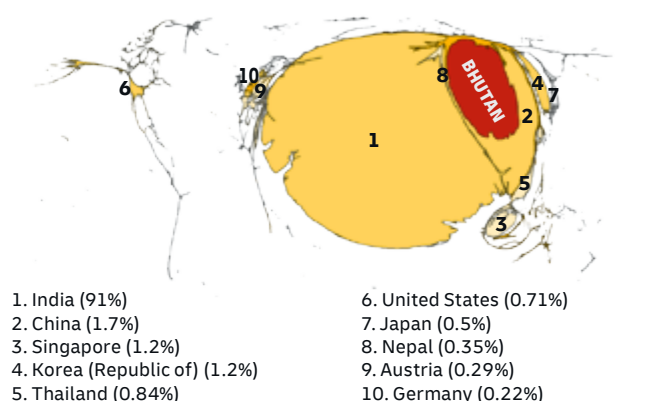 10
9
6
8
BHUTAN
4
7
2
1
5
3
1. India (91%)
2. China (1.7%)
3. Singapore (1.2%)
4. Korea (Republic of) (1.2%)
5. Thailand (0.84%)
6. United States (0.71%)
7. Japan (0.5%)
8. Nepal (0.35%)
9. Austria (0.29%)
10. Germany (0.22%)